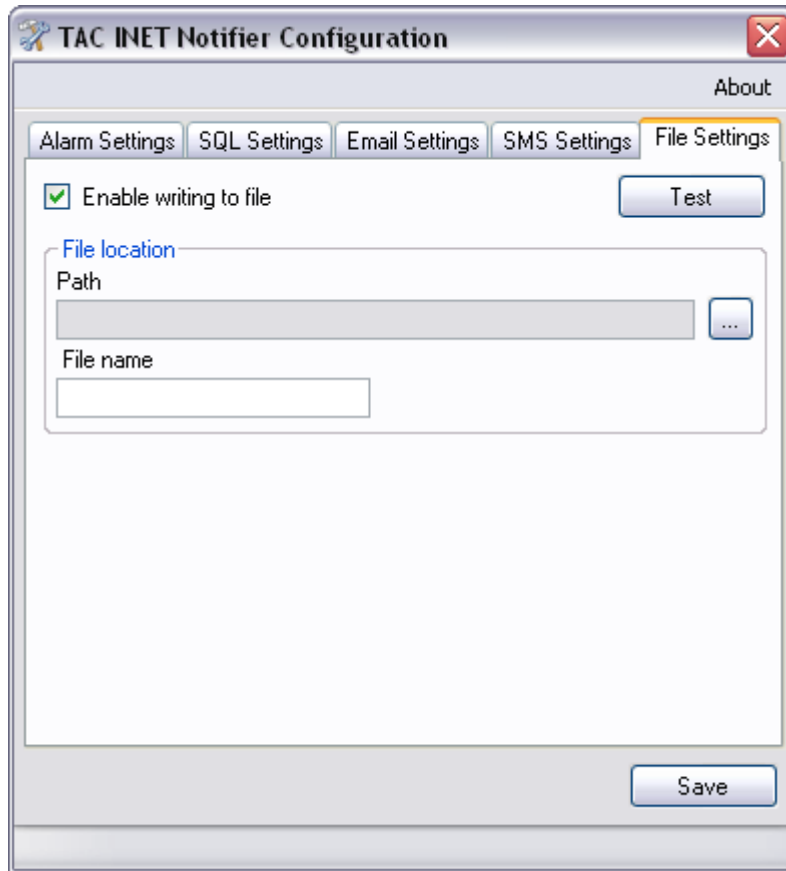 TAC INET Notifier Configuration
About
Alarm Settings SQL Settings Email Settings SMS Settings File Settings
Enable writing to file Test
File location
Path
...
File name
Save